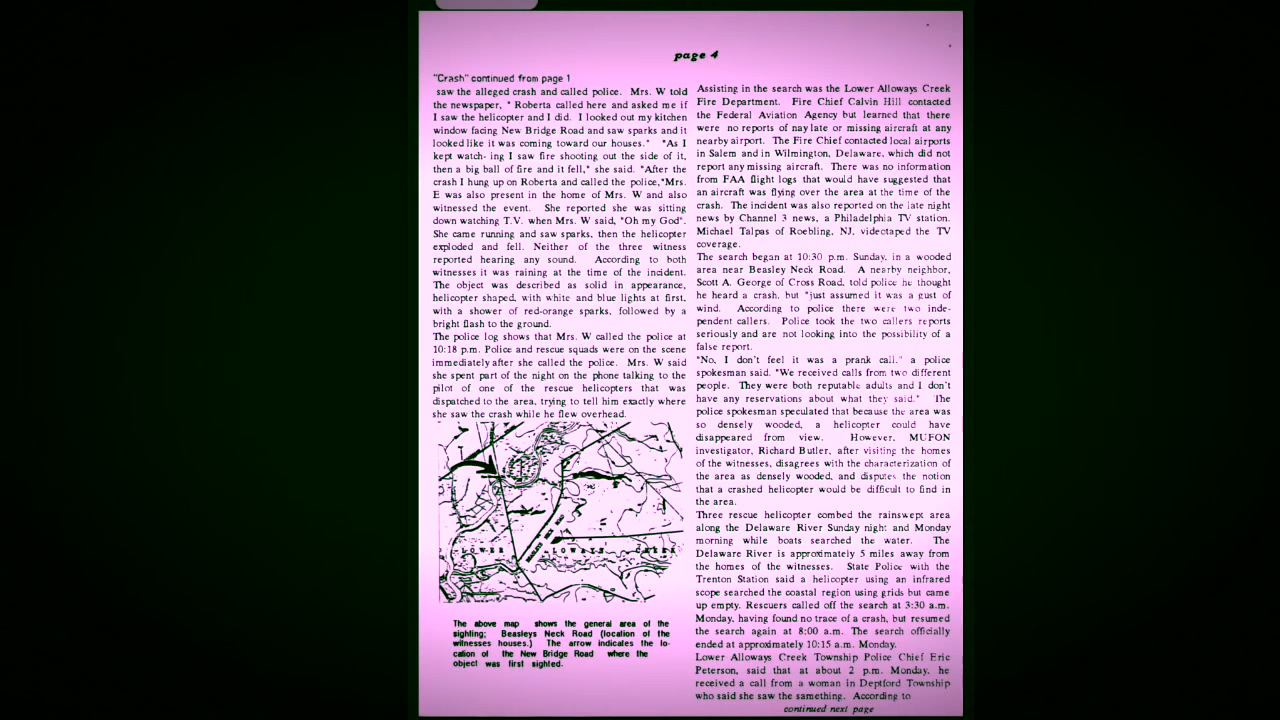 page 4
"Crash" continued from page 1
saw the alleged crash and called police. Mrs. W told
the newspaper, " Roberta called here and asked me if
I saw the helicopter and I did. I looked out my kitchen
window facing New Bridge Road and saw sparks and it
looked like it was coming toward our houses." "As I
kept watch- ing I saw fire shooting out the side of it,
then a big ball of fire and it fell," she said. "After the
crash I hung up on Roberta and called the police,"Mrs.
E was also present in the home of Mrs. W and also
witnessed the event. She reported she was sitting
down watching T.V. when Mrs. W said, "Oh my God".
She came running and saw sparks, then the helicopter
exploded and fell. Neither of the three witness
reported hearing any sound. According to both
witnesses it was raining at the time of the incident.
The object was described as solid in appearance,
helicopter shaped, with white and blue lights at first,
with a shower of red-orange sparks, followed by a
bright flash to the ground.
The police log shows that Mrs. W called the police at
10:18 p.m. Police and rescue squads were on the scene
immediately after she called the police. Mrs. W said
she spent part of the night on the phone talking to the
pilot of one of the rescue helicopters that was
dispatched to the area, trying to tell him exactly where
she saw the crash while he flew overhead.
LOWER LOWAYS CREEK
The above map shows the general area of the
sighting; Beasleys Neck Road (location of the
witnesses houses.) The arrow indicates the lo-
cation of the New Bridge Road where the
object was first sighted.
Assisting in the search was the Lower Alloways Creek
Fire Department. Fire Chief Calvin Hill contacted
the Federal Aviation Agency but learned that there
were no reports of nay late or missing aircraft at any
nearby airport. The Fire Chief contacted local airports
in Salem and in Wilmington, Delaware, which did not
report any missing aircraft. There was no information
from FAA flight logs that would have suggested that
an aircraft was flying over the area at the time of the
crash. The incident was also reported on the late night
news by Channel 3 news, a Philadelphia TV station.
Michael Talpas of Roebling, NJ, videotaped the TV
coverage.
The search began at 10:30 p.m. Sunday, in a wooded
area near Beasley Neck Road. A nearby neighbor,
Scott A. George of Cross Road, told police he thought
he heard a crash, but "just assumed it was a gust of
wind. According to police there were two inde-
pendent callers. Police took the two callers reports
seriously and are not looking into the possibility of a
false report.
"No, I don't feel it was a prank call," a police
spokesman said. "We received calls from two different
people. They were both reputable adults and I don't
have any reservations about what they said." The
police spokesman speculated that because the area was
so densely wooded, a helicopter could have
disappeared from view. However, MUFON
investigator, Richard Butler, after visiting the homes
of the witnesses, disagrees with the characterization of
the area as densely wooded, and disputes the notion
that a crashed helicopter would be difficult to find in
the area.
Three rescue helicopter combed the rainswept area
along the Delaware River Sunday night and Monday
morning while boats searched the water. The
Delaware River is approximately 5 miles away from
the homes of the witnesses. State Police with the
Trenton Station said a helicopter using an infrared
scope searched the coastal region using grids but came
up empty. Rescuers called off the search at 3:30 a.m.
Monday, having found no trace of a crash, but resumed
the search again at 8:00 a.m. The search officially
ended at approximately 10:15 a.m. Monday.
Lower Alloways Creek Township Police Chief Eric
Peterson, said that at about 2 p.m. Monday, he
received a call from a woman in Deptford Township
who said she saw the samething. According to
continued next page